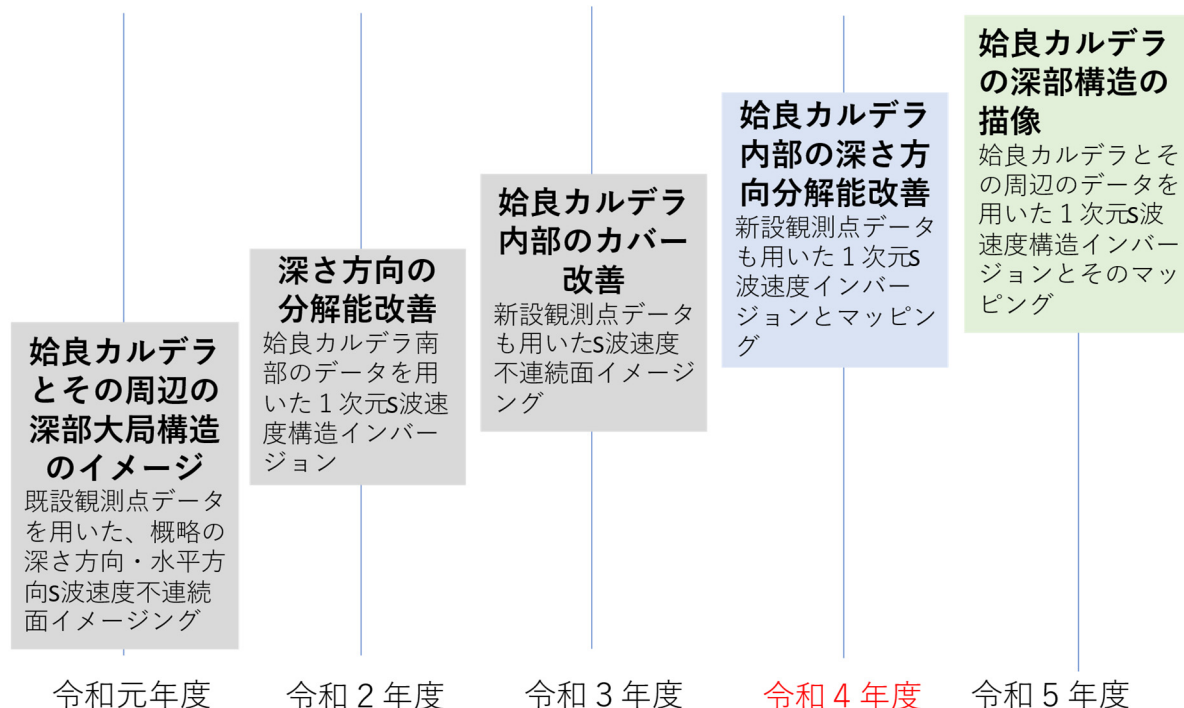 姶良カルデラ
とその周辺の
深部大局構造
のイメージ
既設観測点データ
を用いた、概略の
深さ方向・水平方
向s波速度不連続
面イメージング
令和元年度
深さ方向の
分解能改善
姶良カルデラ南
部のデータを用
いた１次元s波速
度構造インバー
ジョン
令和２年度
姶良カルデラ
内部のカバー
改善
新設観測点データ
も用いたs波速度
不連続面イメージ
ング
令和３年度
姶良カルデラ
内部の深さ方
向分解能改善
新設観測点データ
も用いた１次元s
波速度インバー
ジョンとマッピン
グ
令和４年度
姶良カルデラ
の深部構造の
描像
姶良カルデラとそ
の周辺のデータを
用いた１次元s波
速度構造インバー
ジョンとそのマッ
ピング
令和５年度